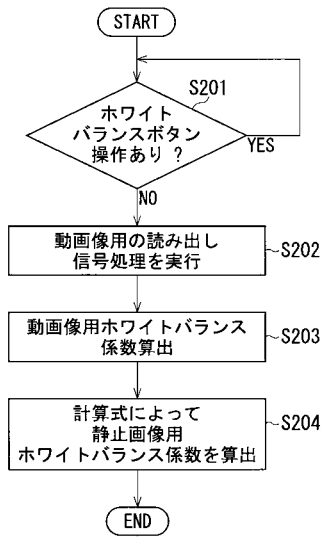 START
S201
ホワイト
バランスボタン
操作あり ?
YES
NO
動画像用の読み出し
信号処理を実行
S202
動画像用ホワイトバランス
係数算出
S203
計算式によって
静止画像用
ホワイトバランス係数を算出
S204
END